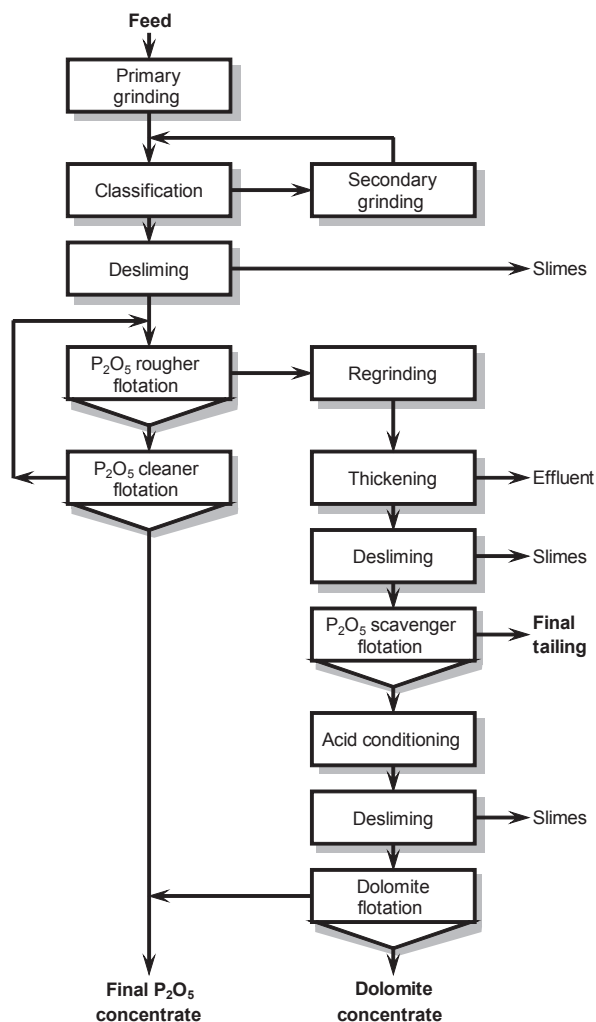 Feed
Primary
grinding
Classification
Secondary
grinding
Desliming
Slimes
P₂O₅ rougher
flotation
Regrinding
P₂O₅ cleaner
flotation
Thickening
Effluent
Desliming
Slimes
P₂O₅ scavenger
flotation
Final
tailing
Acid conditioning
Desliming
Slimes
Dolomite
flotation
Final P₂O₅
concentrate
Dolomite
concentrate